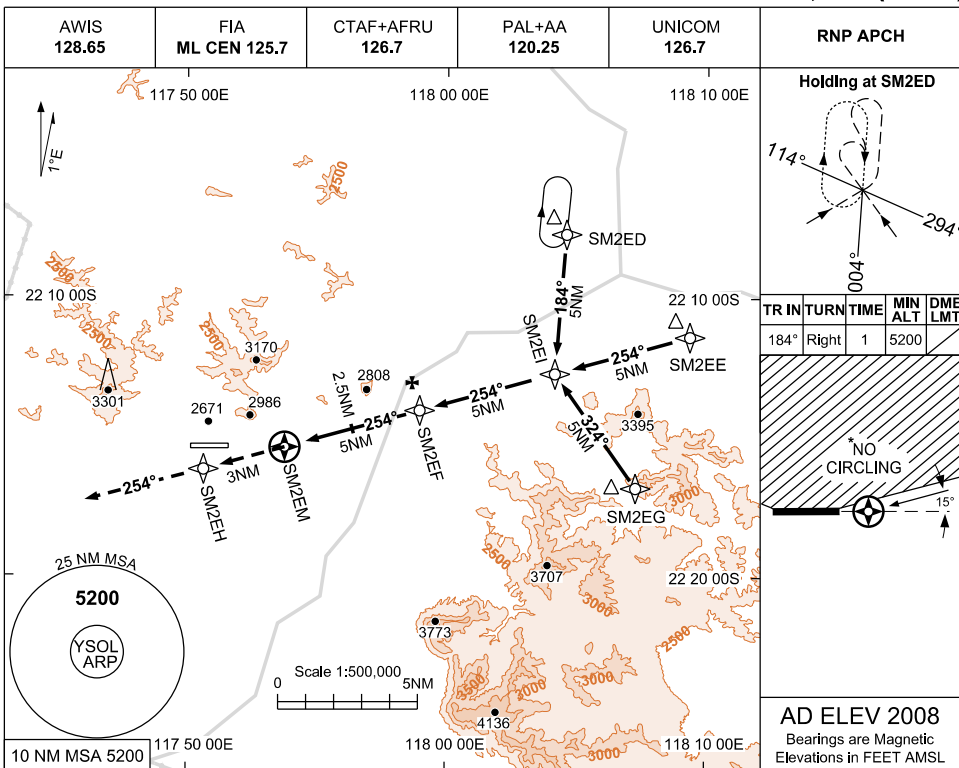 AWIS
128.65
FIA
ML CEN 125.7
CTAF+AFRU
126.7
PAL+AA
120.25
UNICOM
126.7
RNP APCH
117 50 00E
118 00 00E
118 10 00E
1°E
2500
Holding at SM2ED
114°
294°
004°
SM2ED
184°
5NM
2500
22 10 00S
22 10 00S
2500
2500
3170
3301
2671
2986
2.5NM
2808
SM2EI
254°
5NM
SM2EE
254°
5NM
254°
5NM
SM2EF
324°
5NM
3395
254°
3NM
SM2EH
SM2EM
SM2EG
3000
2500
TR IN
TURN
TIME
MIN ALT
DME LMT
184°
Right
1
5200
*NO
CIRCLING
15°
25 NM MSA
5200
YSOL
ARP
3707
22 20 00S
3000
3773
2500
Scale 1:500,000
0
5NM
3500
3000
3000
4136
3000
10 NM MSA 5200
117 50 00E
118 00 00E
118 10 00E
AD ELEV 2008
Bearings are Magnetic
Elevations in FEET AMSL